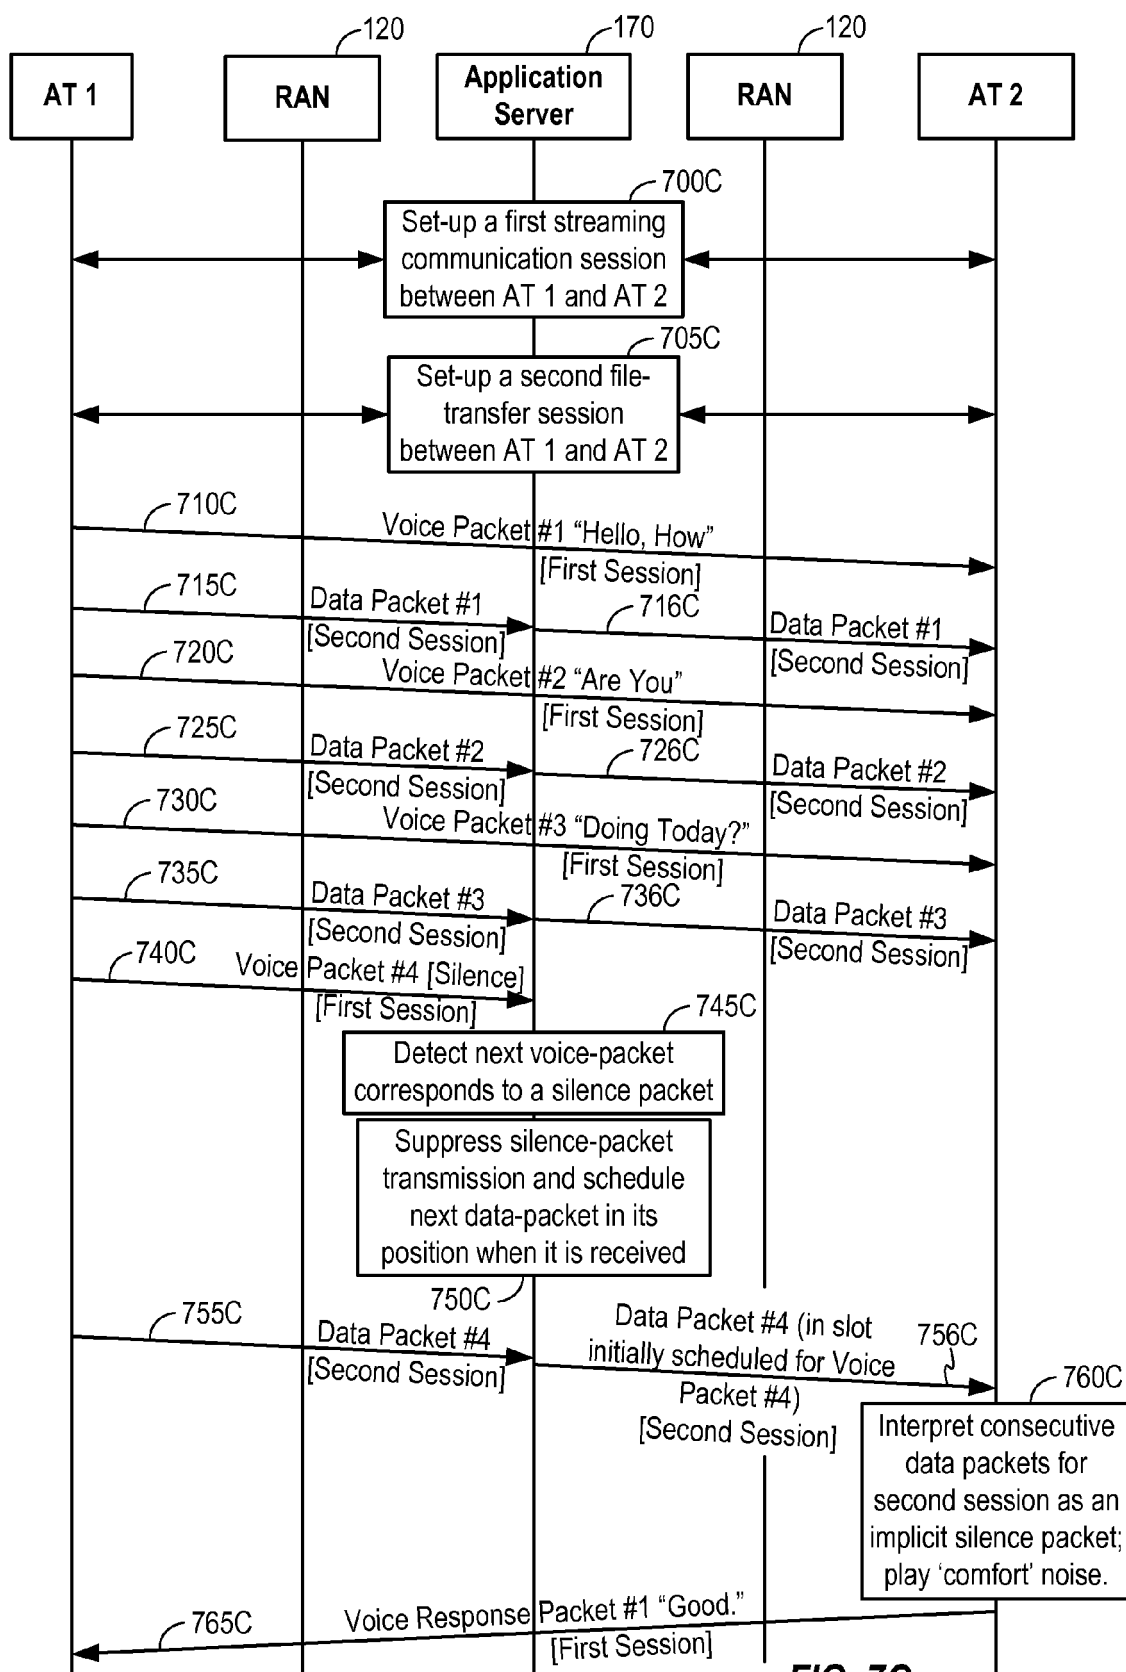 120
170
120
AT 1
RAN
Application
Server
RAN
AT 2
700C
Set-up a first streaming
communication session
between AT 1 and AT 2
705C
Set-up a second file-
transfer session
between AT 1 and AT 2
710C
Voice Packet #1 “Hello, How”
[First Session]
715C
Data Packet #1
[Second Session]
716C
Data Packet #1
[Second Session]
720C
Voice Packet #2 “Are You”
[First Session]
725C
Data Packet #2
[Second Session]
726C
Data Packet #2
[Second Session]
730C
Voice Packet #3 “Doing Today?”
[First Session]
735C
Data Packet #3
[Second Session]
736C
Data Packet #3
[Second Session]
740C
Voice Packet #4 [Silence]
[First Session]
745C
Detect next voice-packet
corresponds to a silence packet
Suppress silence-packet
transmission and schedule
next data-packet in its
position when it is received
750C
755C
Data Packet #4
[Second Session]
Data Packet #4 (in slot
initially scheduled for Voice
Packet #4)
[Second Session]
756C
760C
Interpret consecutive
data packets for
second session as an
implicit silence packet;
play ‘comfort’ noise.
765C
Voice Response Packet #1 “Good.”
[First Session]